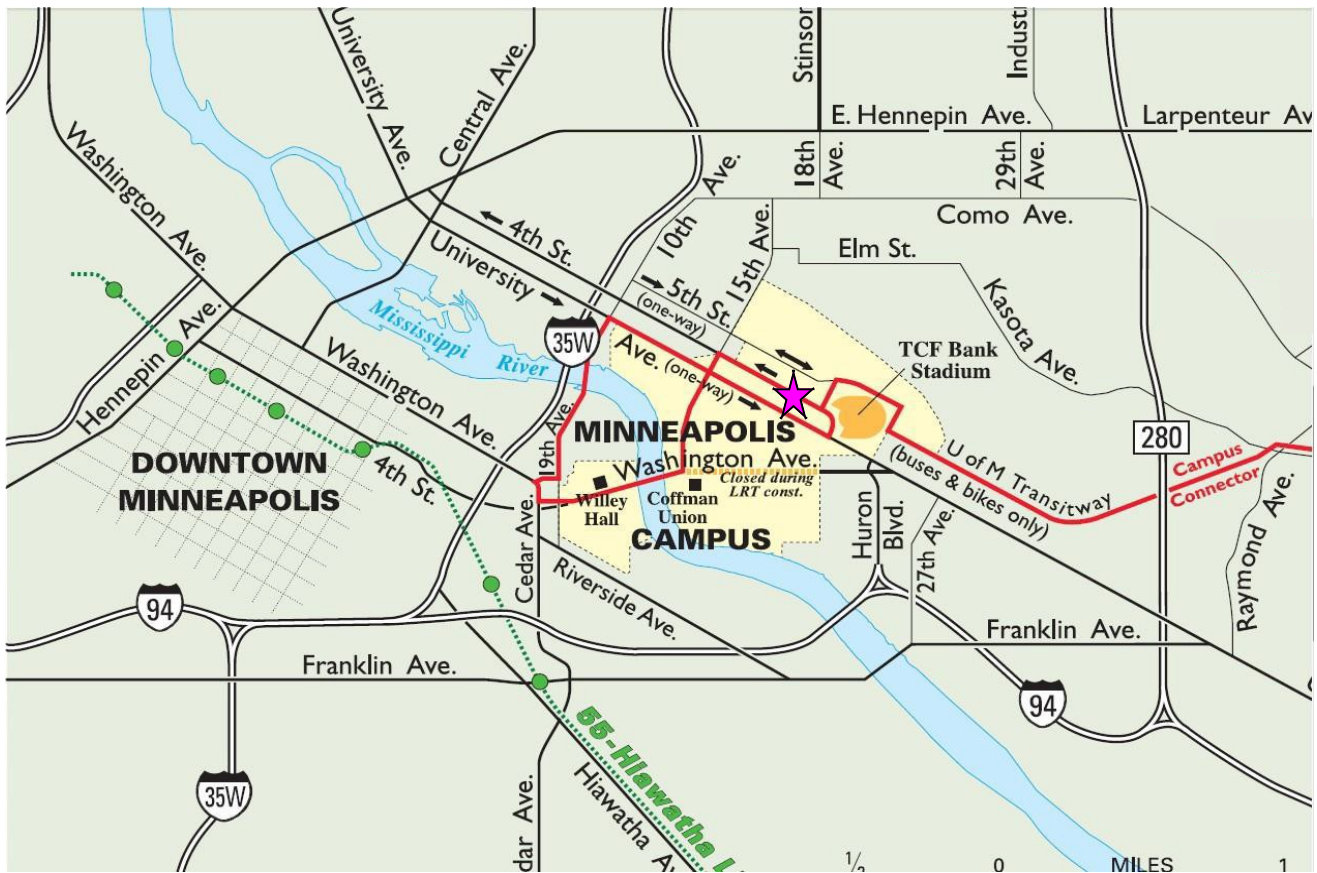 University Ave.
Central Ave.
Stinson
Industri
E. Hennepin Ave.
Larpenteur Av
Washington Ave.
10th Ave.
18th Ave.
29th Ave.
Como Ave.
4th St.
15th Ave.
Elm St.
University
5th St.
(one-way)
Kasota Ave.
Hennepin Ave.
Mississippi River
35W
Ave. (one-way)
TCF Bank
Stadium
Washington Ave.
19th Ave.
MINNEAPOLIS
280
DOWNTOWN
MINNEAPOLIS
4th St.
Washington Ave.
Closed during
LRT const.
U of M Transitway
(buses & bikes only)
Campus
Connector
Willey
Hall
Coffman
Union
CAMPUS
Huron
Blvd.
27th Ave.
Raymond Ave.
Cedar Ave.
Riverside Ave.
94
Franklin Ave.
Franklin Ave.
94
55-Hiawatha L
35W
Hiawatha Av
dar Ave.
1/2 0 MILES 1